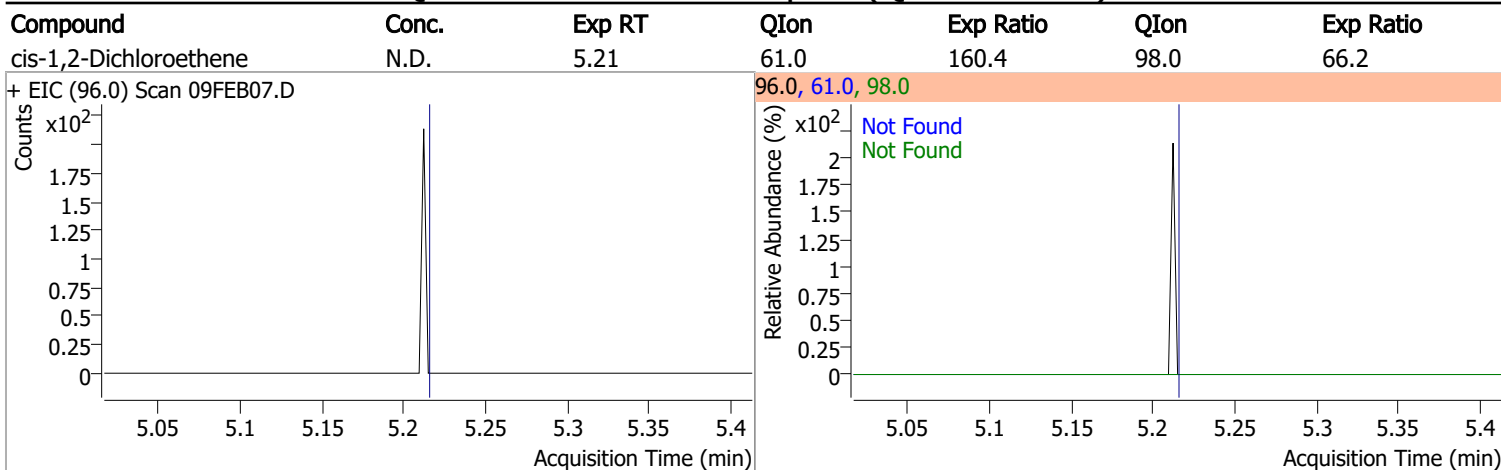 Compound Conc. Exp RT QIon Exp Ratio QIon Exp Ratio
cis-1,2-Dichloroethene N.D. 5.21 61.0 160.4 98.0 66.2
+ EIC (96.0) Scan 09FEB07.D
Counts
x10²
1.75
1.5
1.25
1
0.75
0.5
0.25
0
5.05 5.1 5.15 5.2 5.25 5.3 5.35 5.4
Acquisition Time (min)
96.0, 61.0, 98.0
Relative Abundance (%)
x10²
Not Found
Not Found
2
1.75
1.5
1.25
1
0.75
0.5
0.25
0
5.05 5.1 5.15 5.2 5.25 5.3 5.35 5.4
Acquisition Time (min)